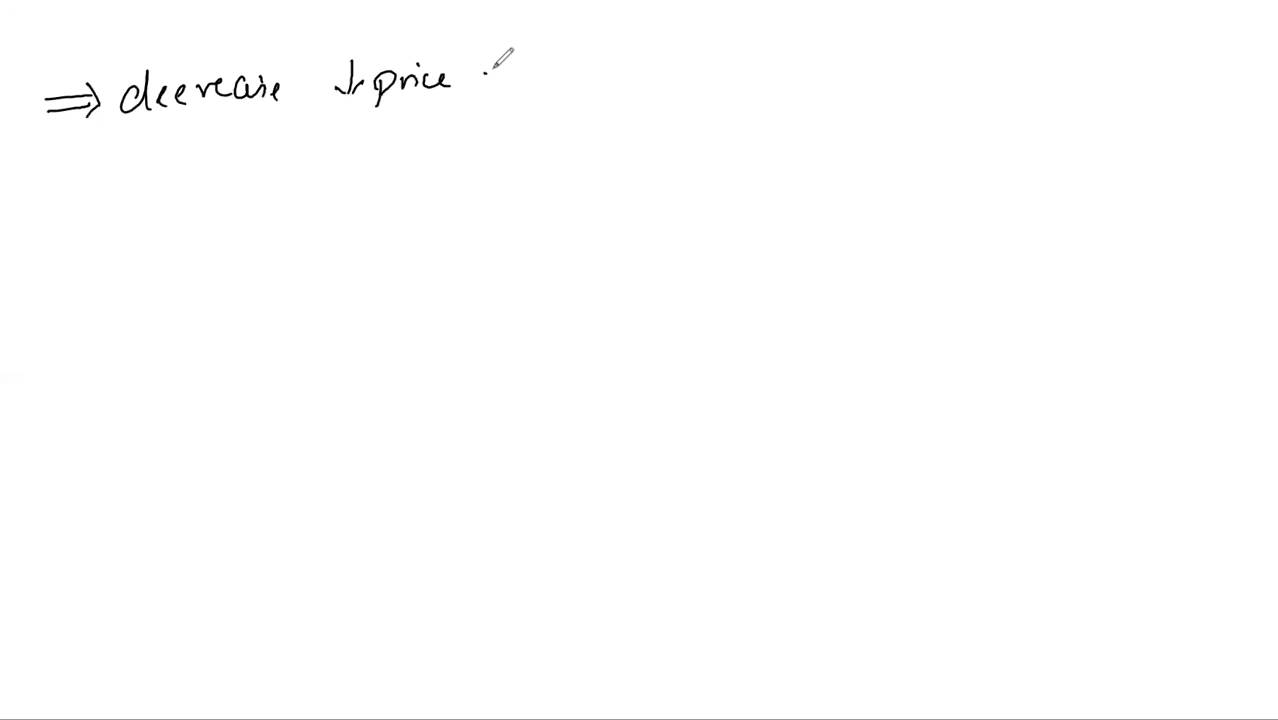 ⇒ decrease ↓ price